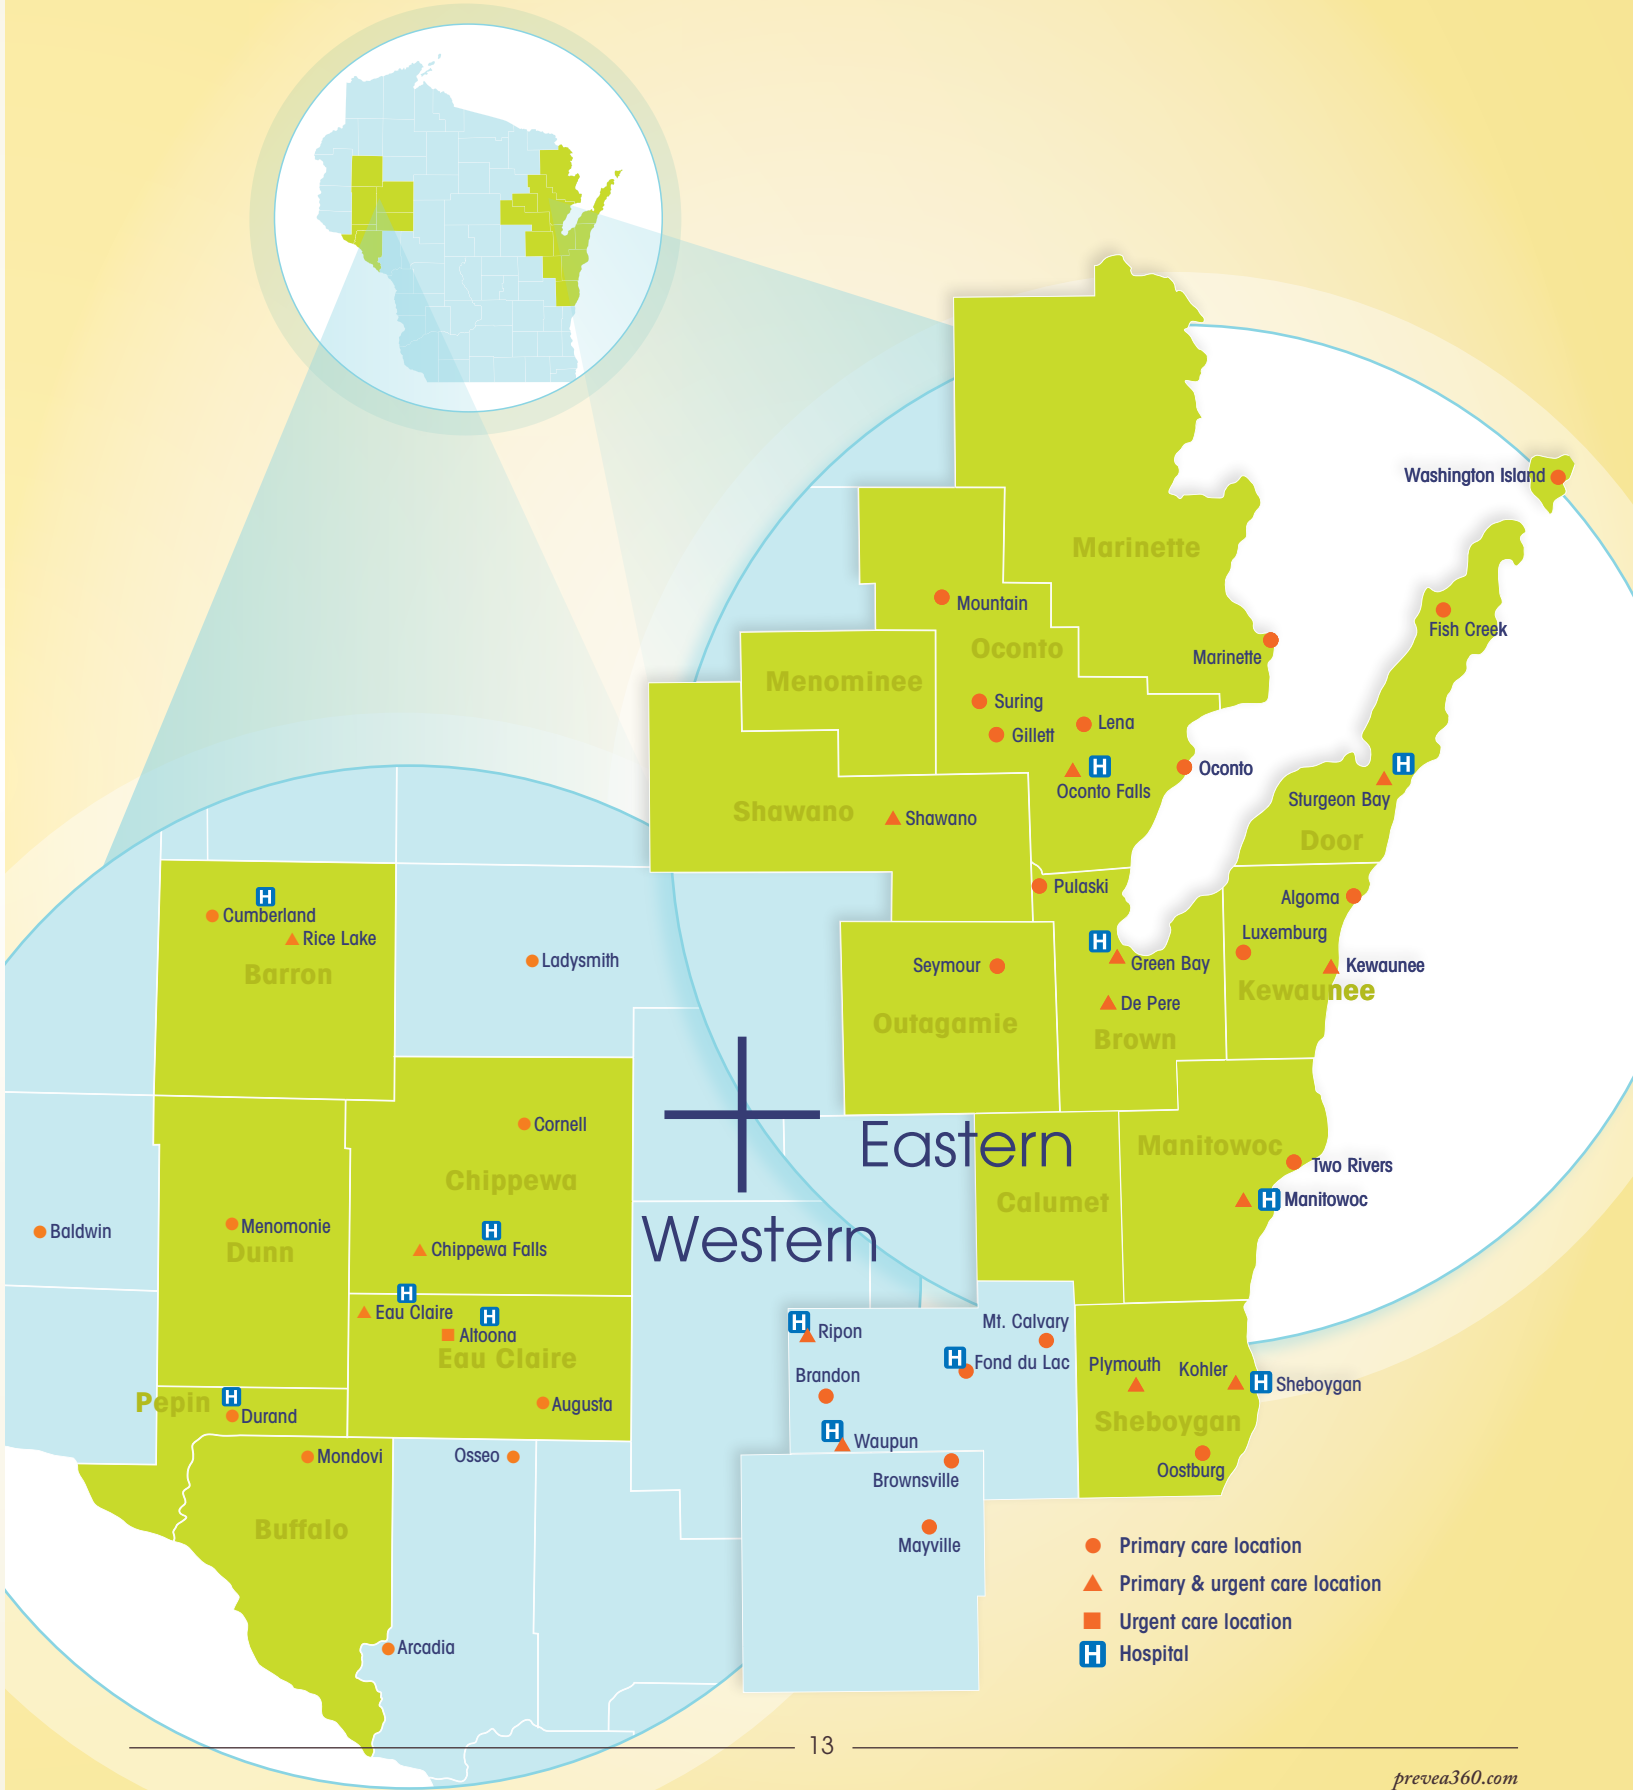 Washington Island
Marinette
Mountain
Fish Creek
Oconto
Marinette
Menominee
Suring
Lena
Gillett
Oconto
Oconto Falls
H
H
Sturgeon Bay
Shawano
Shawano
Door
Pulaski
Algoma
H
Cumberland
Rice Lake
Barron
Ladysmith
Luxemburg
H
Seymour
Green Bay
Kewaunee
Kewaunee
De Pere
Outagamie
Brown
Cornell
Eastern
Manitowoc
Two Rivers
Chippewa
Calumet
H
Manitowoc
Baldwin
Menomonie
Dunn
H
Chippewa Falls
Western
H
Eau Claire
H
Altoona
Eau Claire
H
Ripon
Mt. Calvary
H
Fond du Lac
Plymouth
Kohler
H
Sheboygan
Brandon
Pepin
H
Durand
Augusta
Sheboygan
H
Waupun
Mondovi
Osseo
Brownsville
Oostburg
Buffalo
Mayville
Primary care location
Primary & urgent care location
Urgent care location
H Hospital
Arcadia
13
prevea360.com